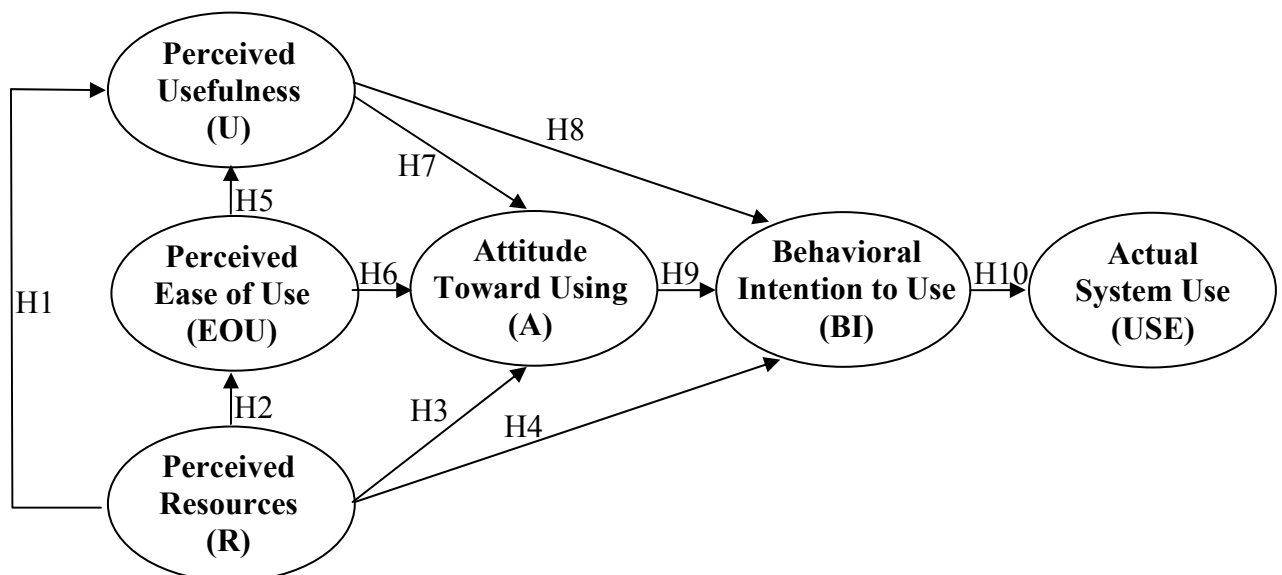 Perceived
Usefulness
(U)
H8
H7
H5
Perceived
Ease of Use
(EOU)
H6
Attitude
Toward Using
(A)
H9
Behavioral
Intention to Use
(BI)
H10
Actual
System Use
(USE)
H1
H2
H3
H4
Perceived
Resources
(R)